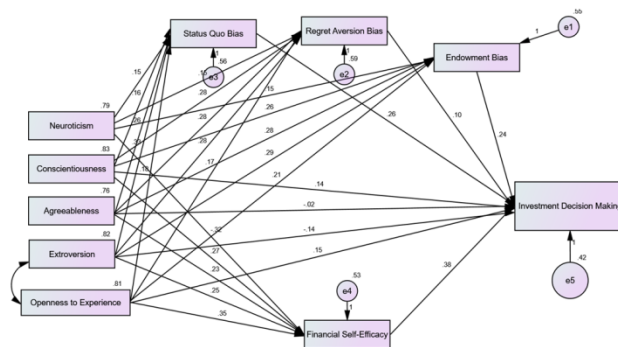 .55
1
e1
Status Quo Bias
Regret Aversion Bias
Endowment Bias
1
.56
e3
1
.59
e2
.15
.16
.26
.15
.28
.28
.17
.15
.26
.28
.29
.21
.26
.10
.24
.79
Neuroticism
.83
Conscientiousness
.76
Agreeableness
.82
Extroversion
.81
Openness to Experience
.14
-.02
-.14
.15
Investment Decision Making
-.32
.27
.23
.25
.35
.38
1
.42
e5
.53
e4
1
Financial Self-Efficacy